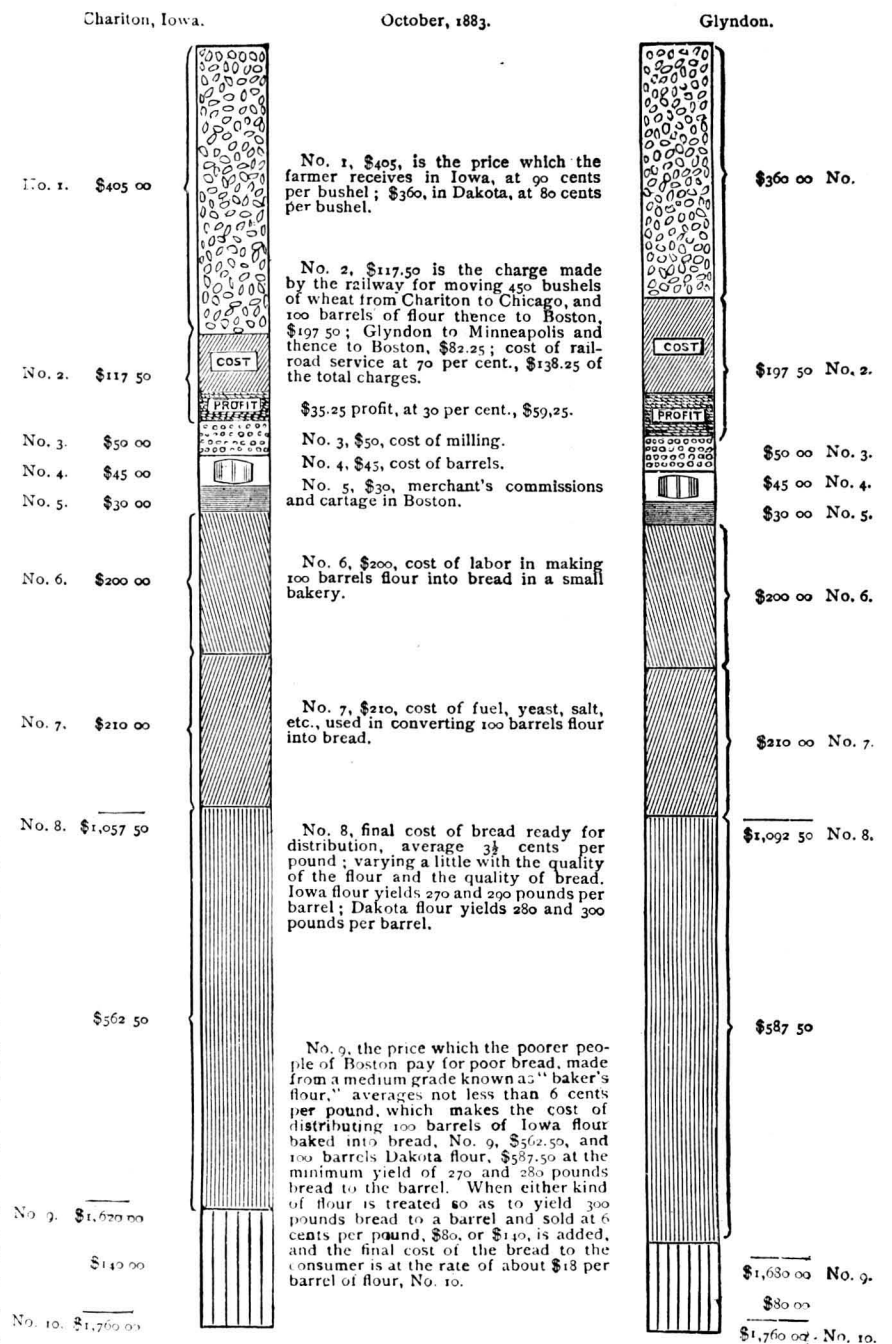 Chariton, Iowa.
October, 1883.
Glyndon.
No. 1. $405 00
No. 2. $117 50
No. 3. $50 00
No. 4. $45 00
No. 5. $30 00
No. 6. $200 00
No. 7. $210 00
No. 8. $1,057 50
$562 50
No 9. $1,620 00
$140 00
No. 10. $1,760 00
COST
PROFIT
No. 1, $405, is the price which the
farmer receives in Iowa, at 90 cents
per bushel ; $360, in Dakota, at 80 cents
per bushel.
No. 2, $117.50 is the charge made
by the railway for moving 450 bushels
of wheat from Chariton to Chicago, and
100 barrels of flour thence to Boston,
$197 50 ; Glyndon to Minneapolis and
thence to Boston, $82.25 ; cost of rail-
road service at 70 per cent., $138.25 of
the total charges.
$35.25 profit, at 30 per cent., $59,25.
No. 3, $50, cost of milling.
No. 4, $45, cost of barrels.
No. 5, $30, merchant's commissions
and cartage in Boston.
No. 6, $200, cost of labor in making
100 barrels flour into bread in a small
bakery.
No. 7, $210, cost of fuel, yeast, salt,
etc., used in converting 100 barrels flour
into bread.
No. 8, final cost of bread ready for
distribution, average 3½ cents per
pound ; varying a little with the quality
of the flour and the quality of bread.
Iowa flour yields 270 and 290 pounds per
barrel ; Dakota flour yields 280 and 300
pounds per barrel.
No. 9, the price which the poorer peo-
ple of Boston pay for poor bread, made
from a medium grade known as " baker's
flour," averages not less than 6 cents
per pound, which makes the cost of
distributing 100 barrels of Iowa flour
baked into bread, No. 9, $562.50, and
100 barrels Dakota flour, $587.50 at the
minimum yield of 270 and 280 pounds
bread to the barrel. When either kind
of flour is treated so as to yield 300
pounds bread to a barrel and sold at 6
cents per pound, $80, or $140, is added,
and the final cost of the bread to the
consumer is at the rate of about $18 per
barrel of flour, No. 10.
COST
PROFIT
$360 00 No.
$197 50 No. 2.
$50 00 No. 3.
$45 00 No. 4.
$30 00 No. 5.
$200 00 No. 6.
$210 00 No. 7.
$1,092 50 No. 8.
$587 50
$1,680 00 No. 9.
$80 00
$1,760 00 - No. 10.